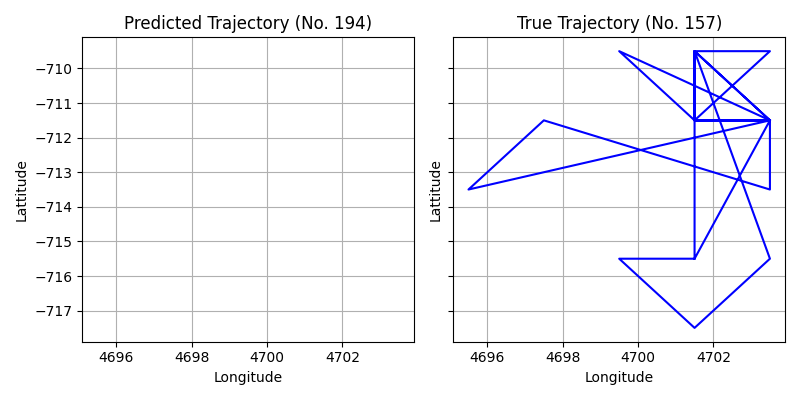 Predicted Trajectory (No. 194)
True Trajectory (No. 157)
−710
−711
−712
−713
−714
−715
−716
−717
Lattitude
Lattitude
4696 4698 4700 4702
4696 4698 4700 4702
Longitude
Longitude